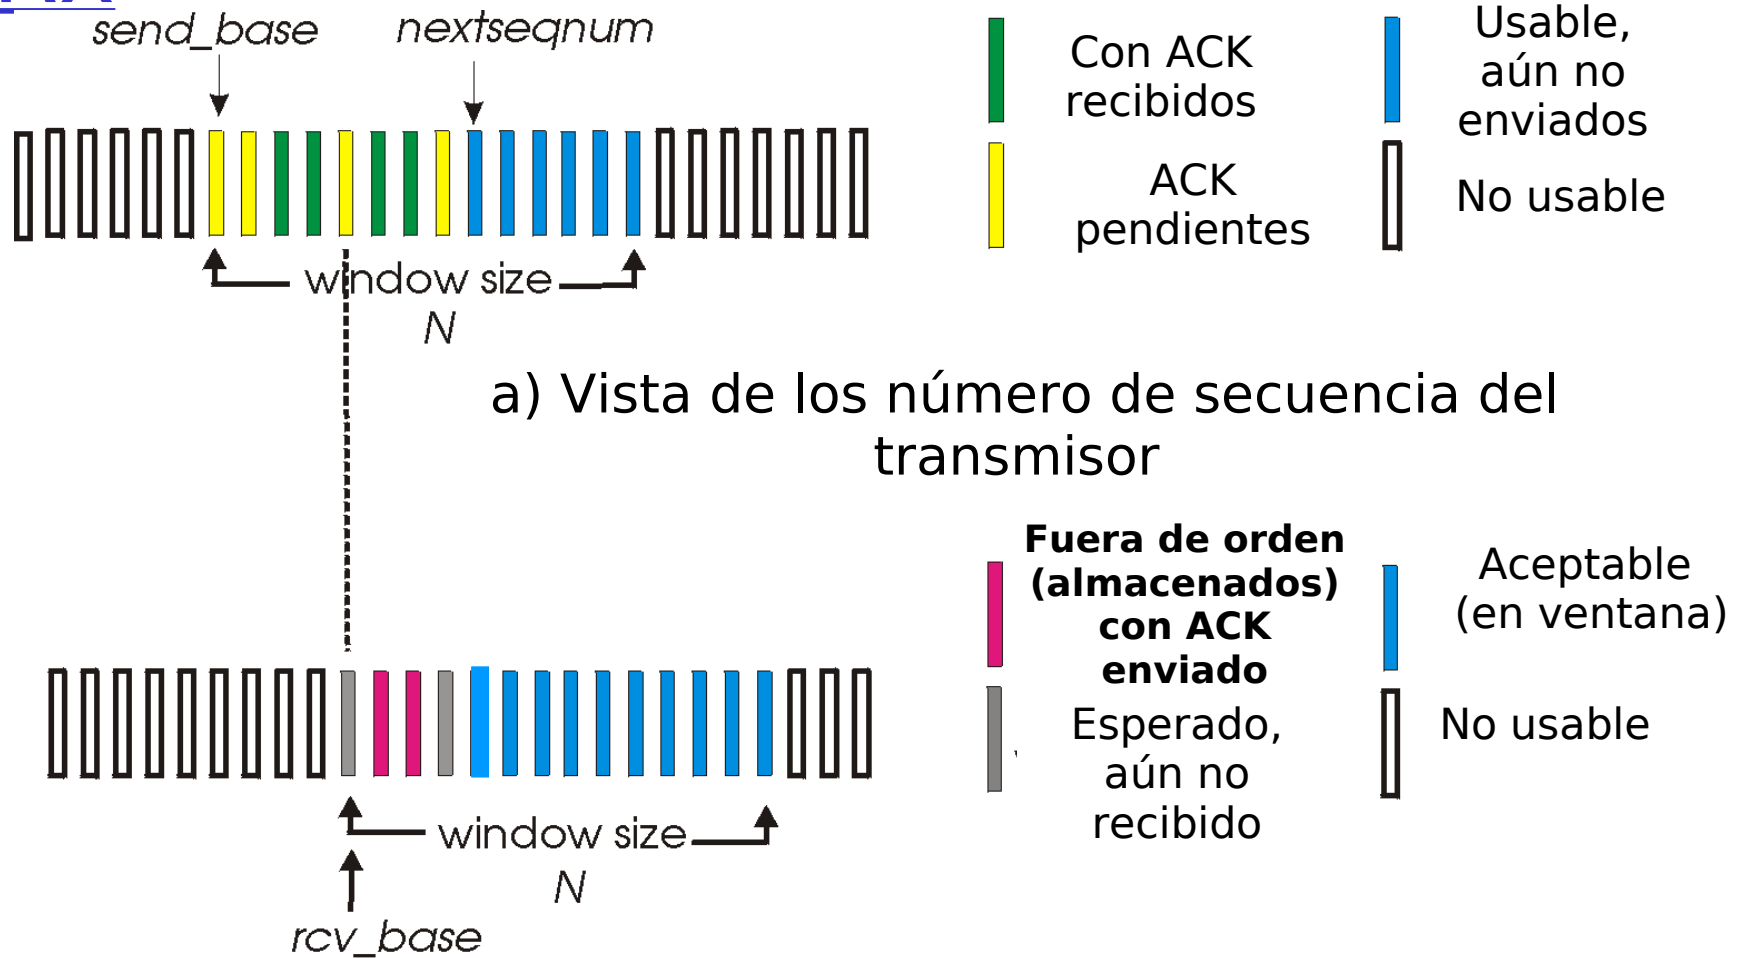 send_base
nextseqnum
Con ACK
recibidos
Usable,
aún no
enviados
ACK
pendientes
No usable
window size
N
a) Vista de los número de secuencia del
transmisor
Fuera de orden
(almacenados)
con ACK
enviado
Aceptable
(en ventana)
Esperado,
aún no
recibido
No usable
window size
N
rcv_base